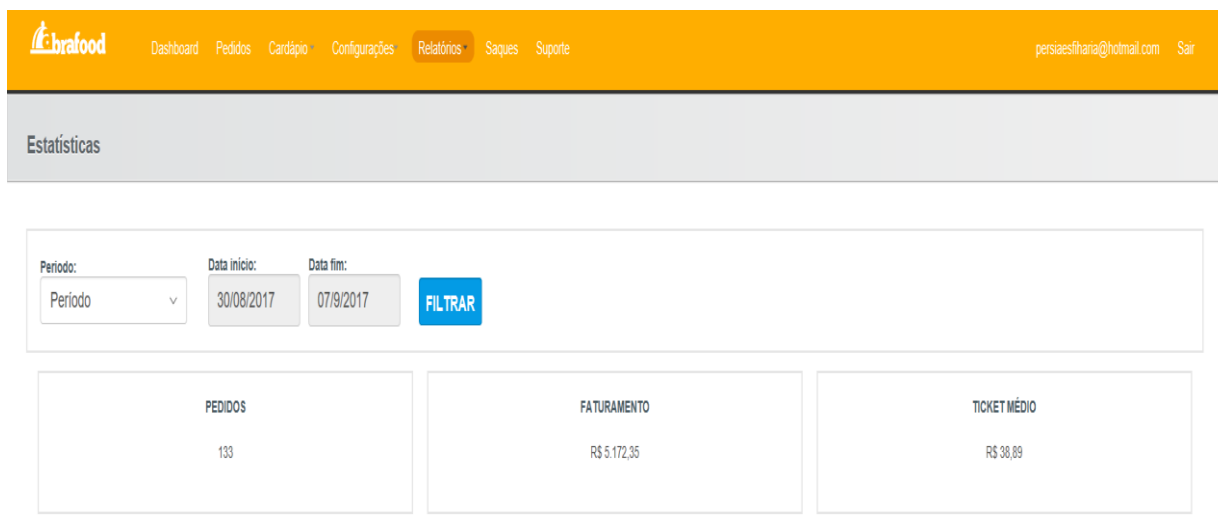 brafood Dashboard Pedidos Cardápio Configurações Relatórios Saques Suporte persiaesfiharia@hotmail.com Sair
Estatísticas
Período: Data início: Data fim:
Período 30/08/2017 07/9/2017 FILTRAR
PEDIDOS FATURAMENTO TICKET MÉDIO
133 R$ 5.172,35 R$ 38,89